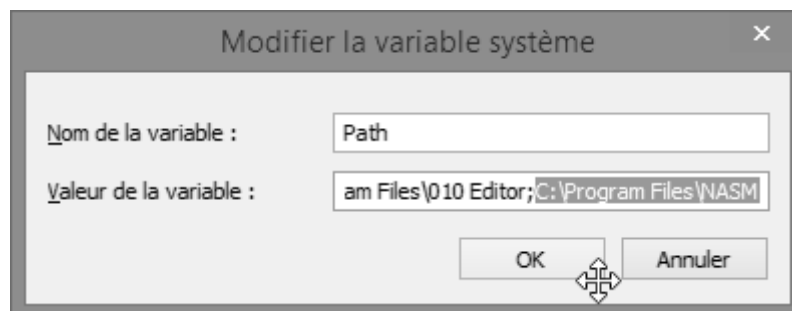 Modifier la variable système
Nom de la variable : Path
Valeur de la variable : am Files\010 Editor;C:\Program Files\NASM
OK Annuler